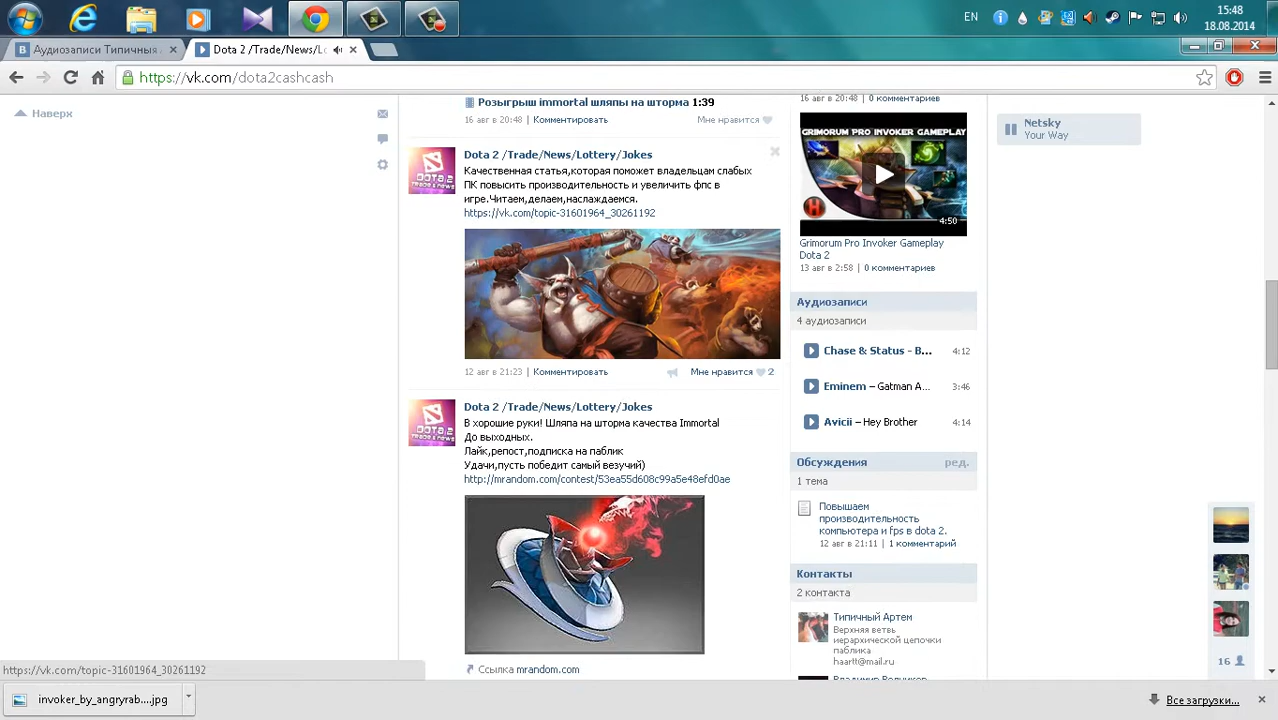 EN
15:48
18.08.2014
Аудиозаписи Типичный
Dota 2 /Trade/News/Lo
https://vk.com/dota2cashcash
Наверх
Розыгрыш immortal шляпы на шторма 1:39
16 авг в 20:48 | Комментировать
Мне нравится
Dota 2 /Trade/News/Lottery/Jokes
Качественная статья,которая поможет владельцам слабых
ПК повысить производительность и увеличить фпс в
игре.Читаем,делаем,наслаждаемся.
https://vk.com/topic-31601964_30261192
12 авг в 21:23 | Комментировать
Мне нравится 2
Dota 2 /Trade/News/Lottery/Jokes
В хорошие руки! Шляпа на шторма качества Immortal
До выходных.
Лайк,репост,подписка на паблик
Удачи,пусть победит самый везучий)
http://mrandom.com/contest/53ea55d608c99a5e48efd0ae
Ссылка mrandom.com
16 авг в 20:48 | 0 комментариев
GRIMORUM PRO INVOKER GAMEPLAY
4:50
Grimorum Pro Invoker Gameplay
Dota 2
13 авг в 2:58 | 0 комментариев
Аудиозаписи
4 аудиозаписи
Chase & Status - B...
4:12
Eminem – Gatman A...
3:46
Avicii – Hey Brother
4:14
Обсуждения
ред.
1 тема
Повышаем
производительность
компьютера и fps в dota 2.
12 авг в 21:11 | 1 комментарий
Контакты
2 контакта
Типичный Артем
Верхняя ветвь
иерархической цепочки
паблика
haartt@mail.ru
Netsky
Your Way
16
https://vk.com/topic-31601964_30261192
invoker_by_angryrab....jpg
Все загрузки...